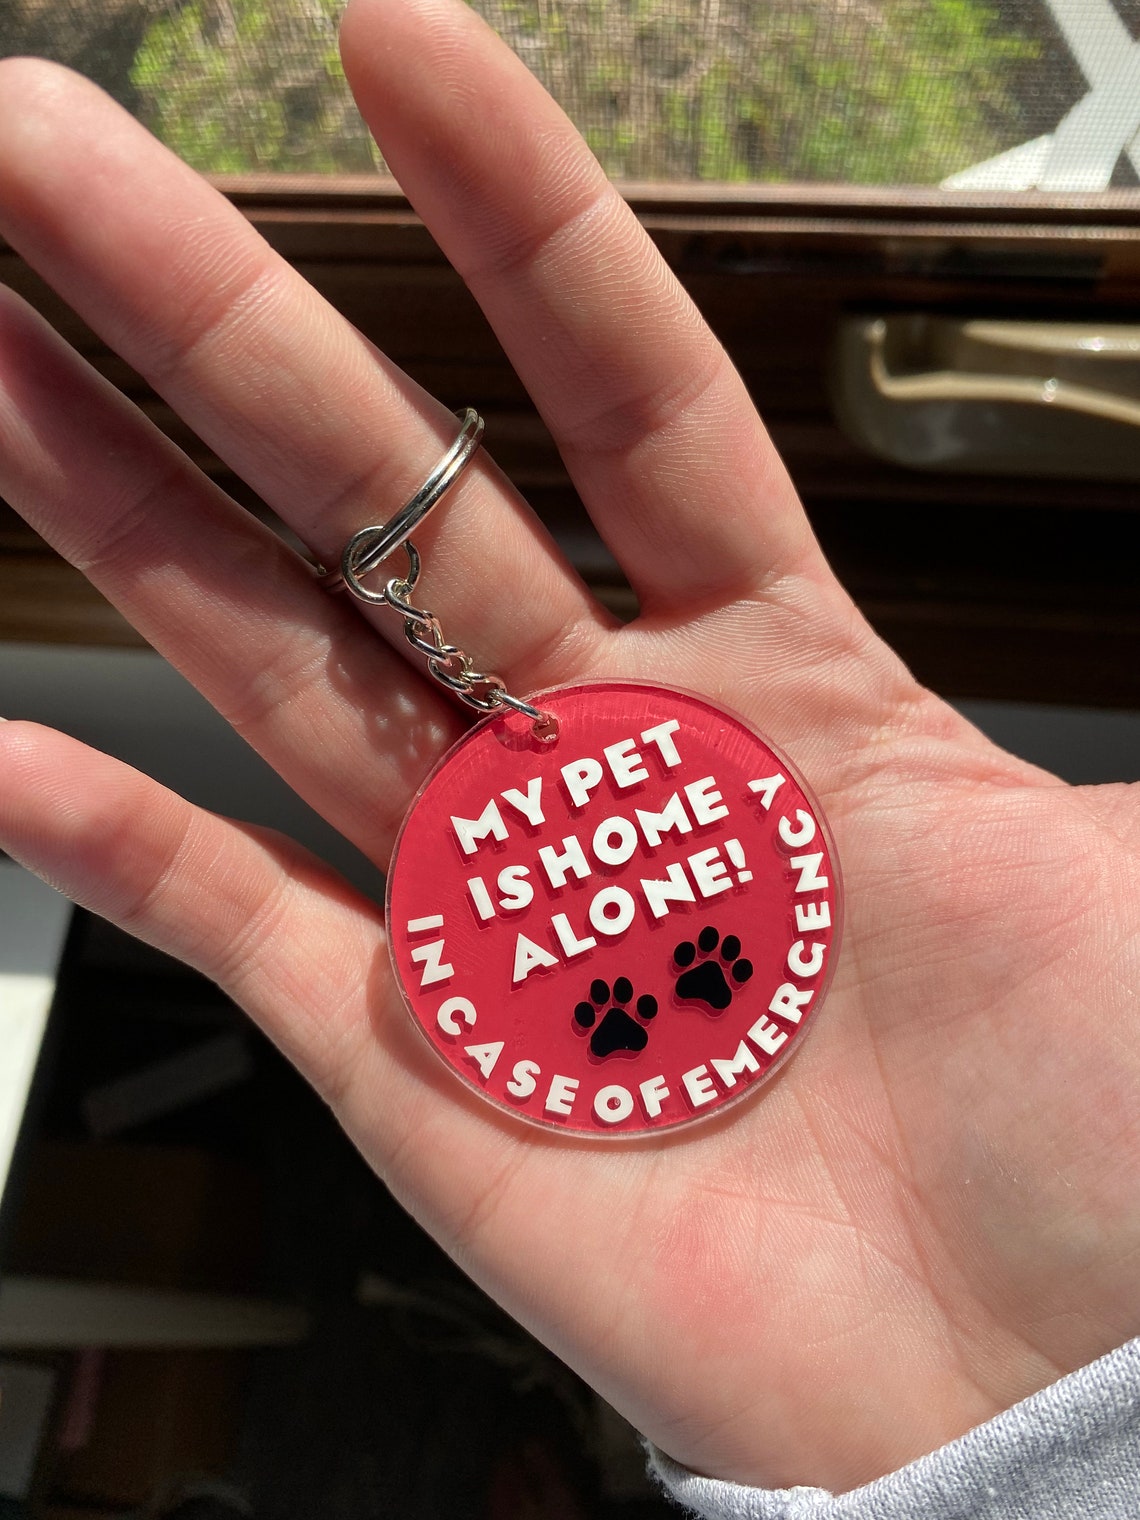 MY PET
IS HOME
ALONE!
IN CASE OF EMERGENCY